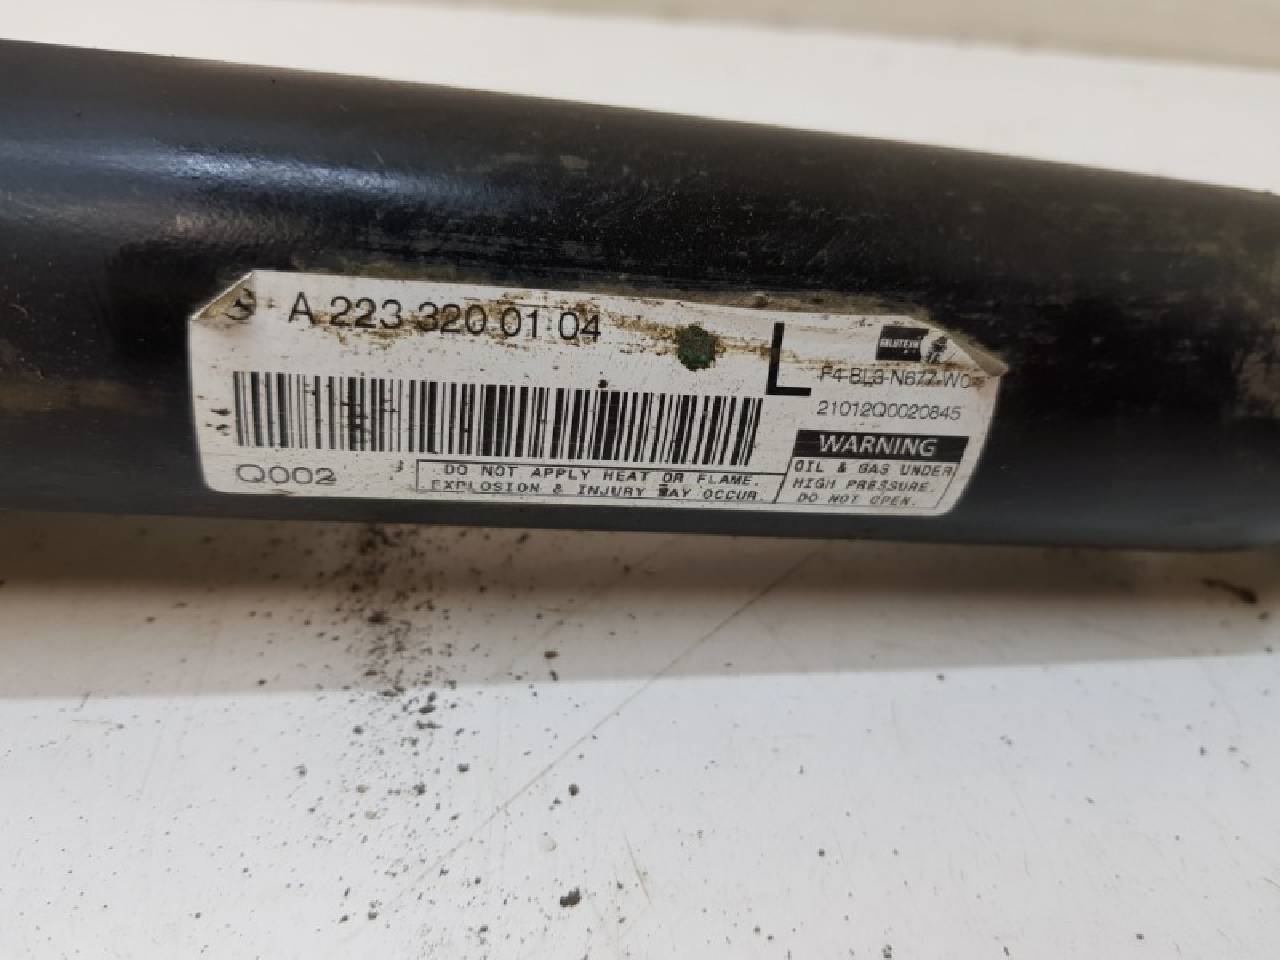 A 223 320 01 04
L
F4-BL3-N677-W0
21012Q0020845
WARNING
OIL & GAS UNDER
HIGH PRESSURE.
DO NOT OPEN.
Q002
DO NOT APPLY HEAT OR FLAME.
EXPLOSION & INJURY MAY OCCUR.